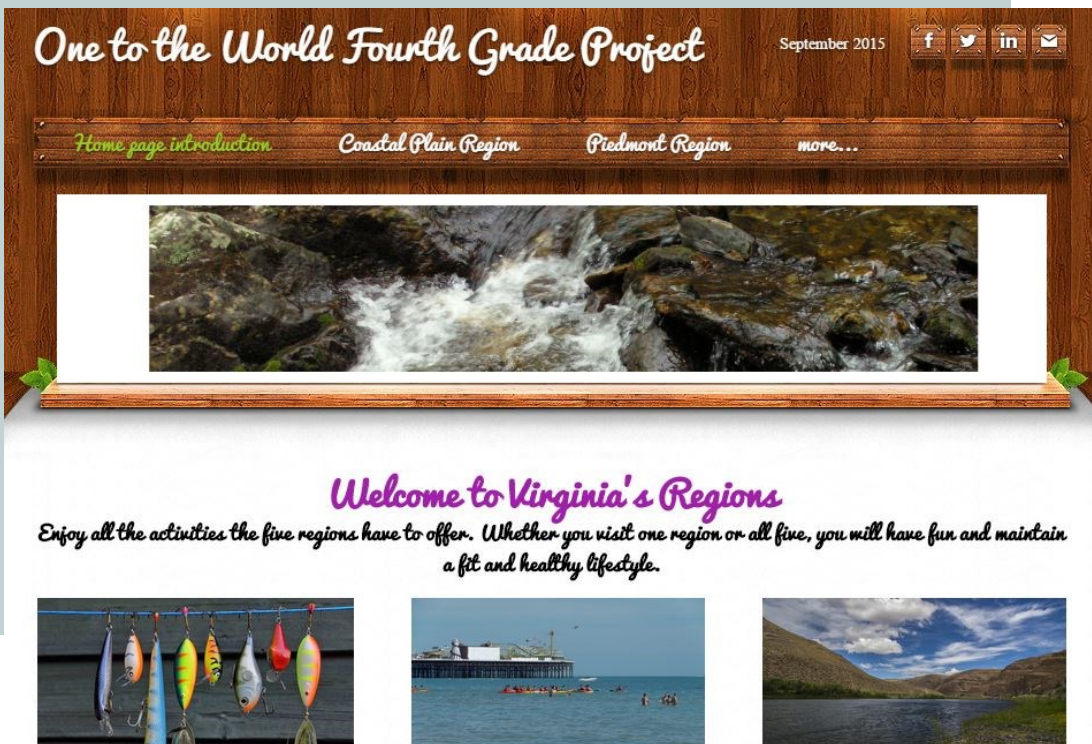 One to the World Fourth Grade Project
September 2015
Home page introduction
Coastal Plain Region
Piedmont Region
more...
Welcome to Virginia's Regions
Enjoy all the activities the five regions have to offer. Whether you visit one region or all five, you will have fun and maintain
a fit and healthy lifestyle.